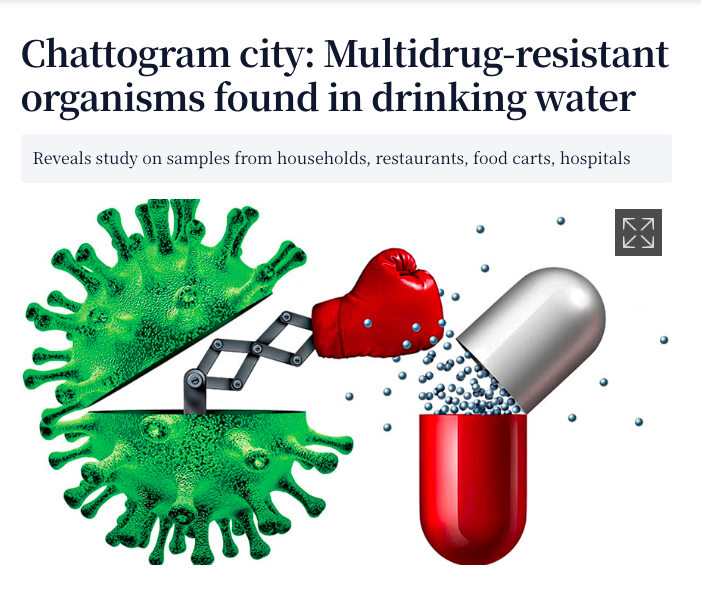 Chattogram city: Multidrug-resistant
organisms found in drinking water
Reveals study on samples from households, restaurants, food carts, hospitals